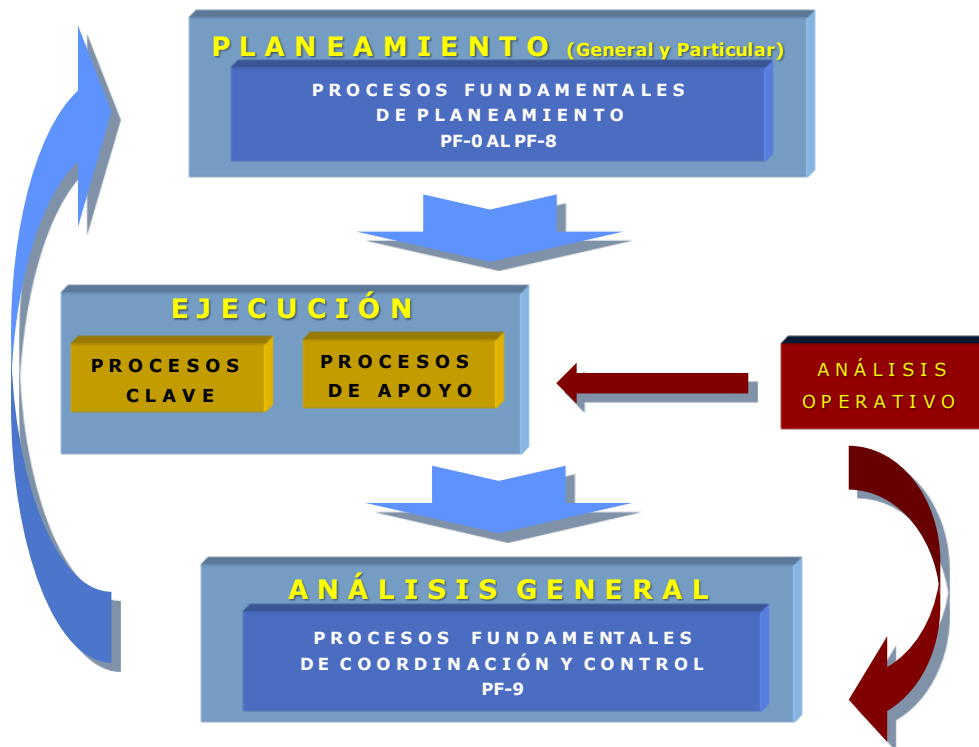 PLANEAMIENTO (General y Particular)
PROCESOS FUNDAMENTALES
DE PLANEAMIENTO
PF-0 AL PF-8
EJECUCIÓN
PROCESOS
CLAVE
PROCESOS
DE APOYO
ANÁLISIS
OPERATIVO
ANÁLISIS GENERAL
PROCESOS FUNDAMENTALES
DE COORDINACIÓN Y CONTROL
PF-9